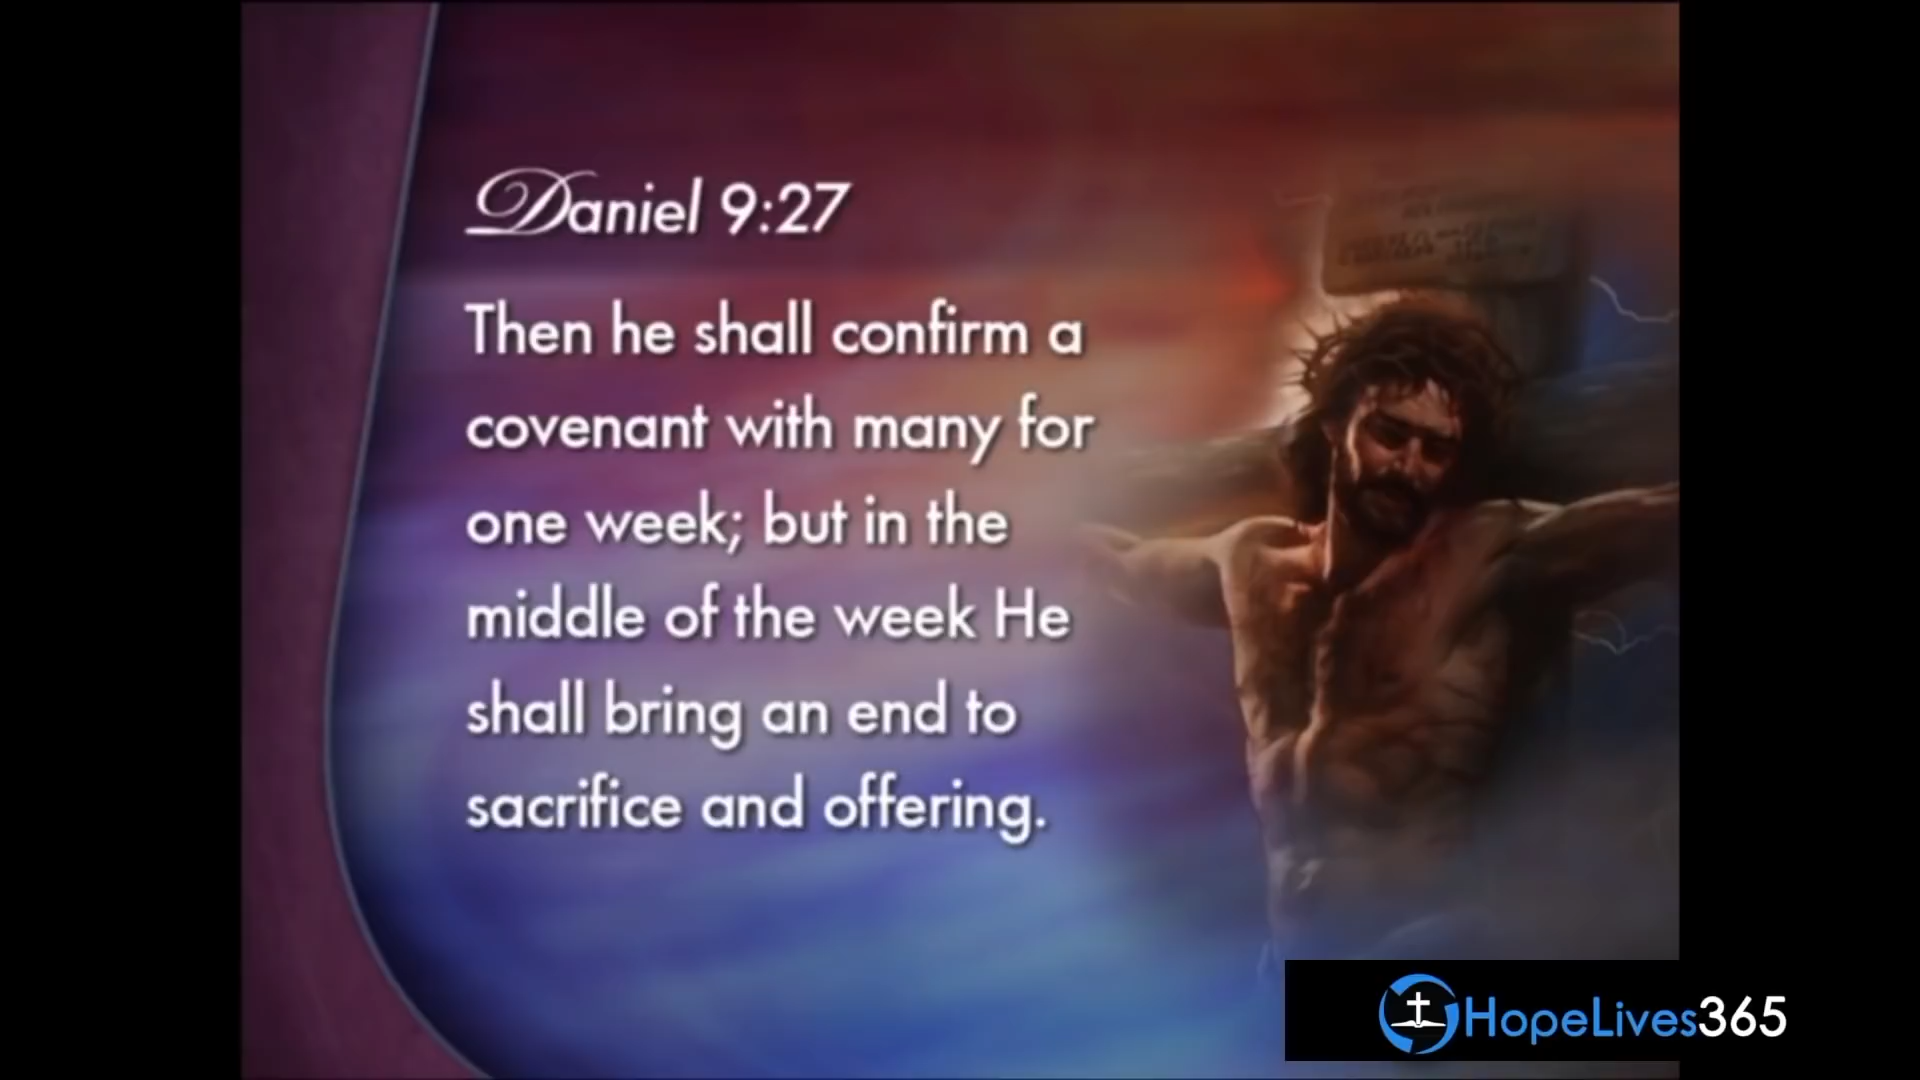 Daniel 9:27
Then he shall confirm a
covenant with many for
one week; but in the
middle of the week He
shall bring an end to
sacrifice and offering.
HopeLives365